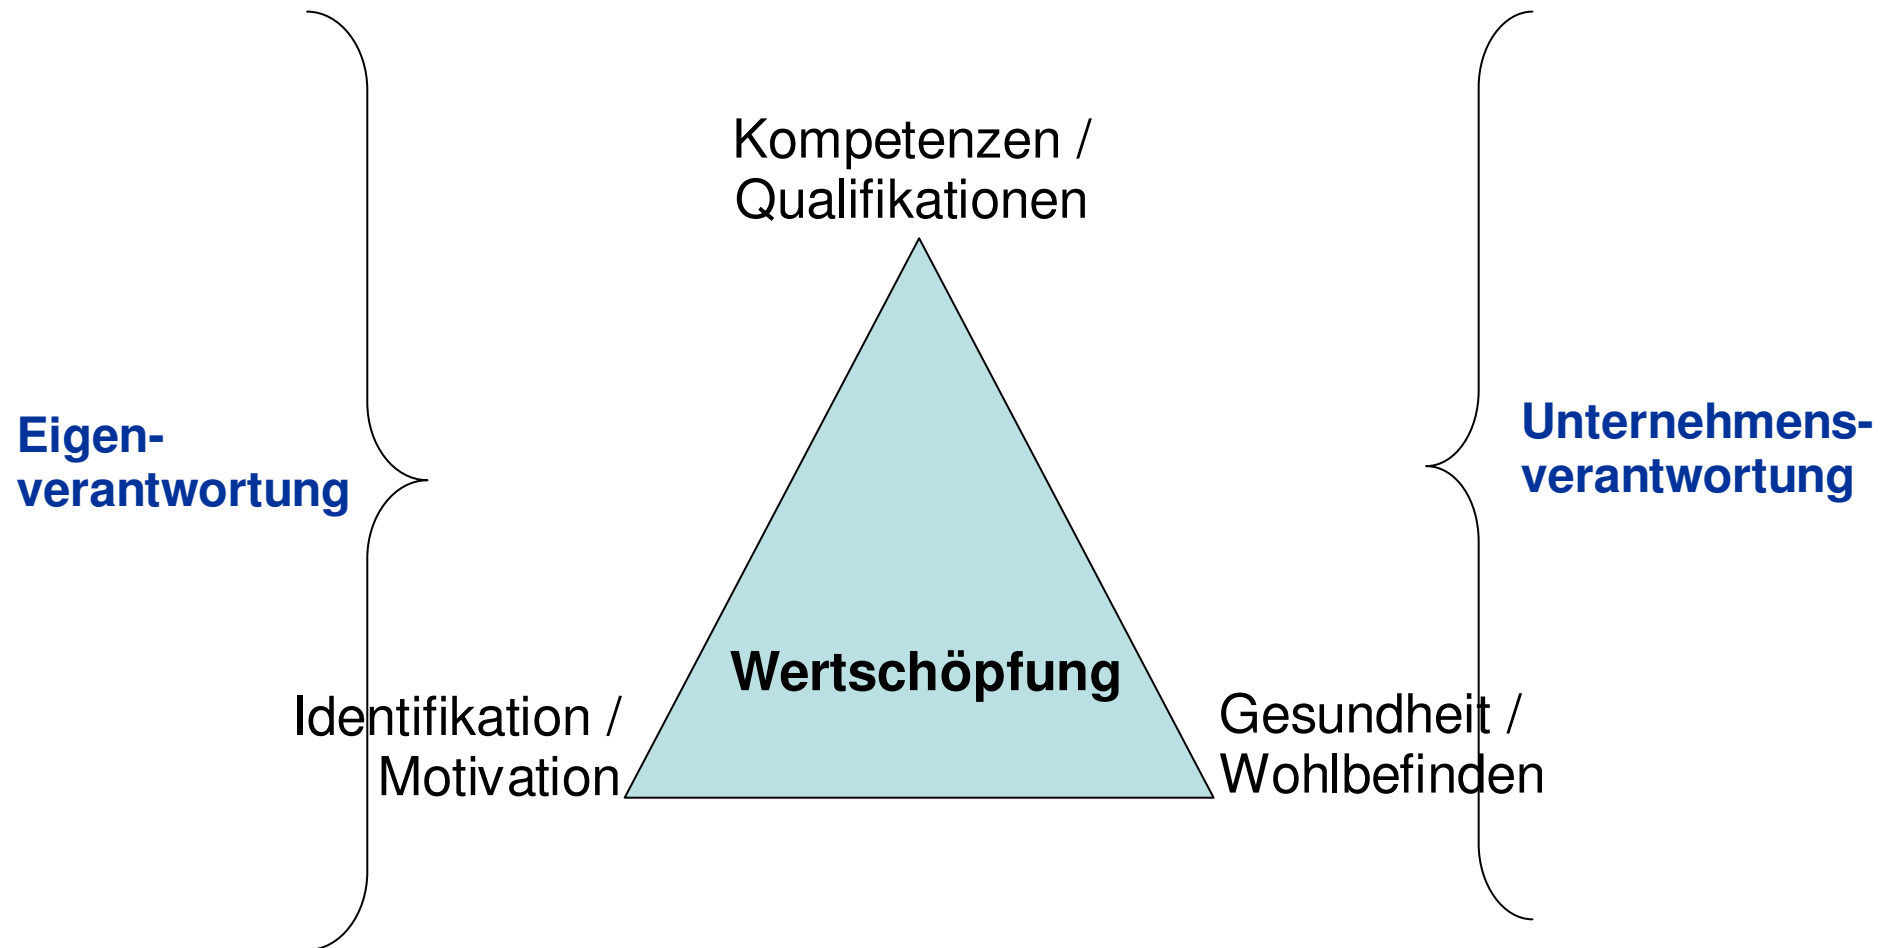 Kompetenzen /
Qualifikationen
Eigen-
verantwortung
Unternehmens-
verantwortung
Wertschöpfung
Identifikation /
Motivation
Gesundheit /
Wohlbefinden